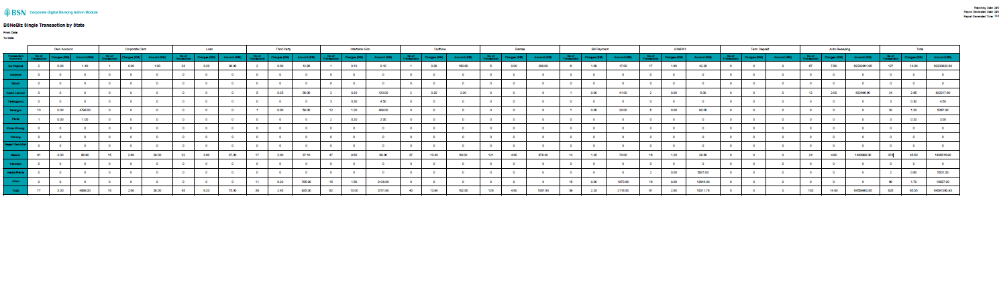 BSN Corporate Digital Banking Admin Module
Reporting Date: 29/3
Report Generated Date: 29/3
Report Generated Time:
BSNeBiz Single Transaction by State
From Date:
To Date
Own Account Corporate Card Loan Third Party Interbank Giro DuitNow Rentas Bill Payment JOMPAY Term Deposit Auto Sweeping Total
Transaction Summary No of Transaction Charges (RM) Amount (RM) No of Transaction Charges (RM) Amount (RM) No of Transaction Charges (RM) Amount (RM) No of Transaction Charges (RM) Amount (RM) No of Transaction Charges (RM) Amount (RM) No of Transaction Charges (RM) Amount (RM) No of Transaction Charges (RM) Amount (RM) No of Transaction Charges (RM) Amount (RM) No of Transaction Charges (RM) Amount (RM) No of Transaction Charges (RM) Amount (RM) No of Transaction Charges (RM) Amount (RM) No of Transaction Charges (RM) Amount (RM)
Ibu Pejabat 2 0.00 1.40 1 0.00 1.00 23 3.20 38.00 2 0.00 12.90 1 0.10 0.10 1 0.30 100.00 5 0.00 209.00 8 1.00 17.00 17 1.60 42.28 0 0 0 67 7.80 62232901.95 127 14.00 62233323.63
Sarawak 0 0 0 0 0 0 0 0 0 0 0 0 0 0 0 0 0 0 0 0 0 0 0 0 0 0 0 0 0 0 0 0 0 0 0 0
Sabah 0 0 0 0 0 0 0 0 0 0 0 0 0 0 0 0 0 0 0 0 0 0 0 0 0 0 0 0 0 0 0 0 0 0 0 0
Kuala Lumpur 0 0 0 0 0 0 0 0 0 5 0.25 50.00 2 0.20 120.00 2 0.20 2.00 0 0 0 1 0.00 41.00 2 0.00 5.00 0 0 0 12 2.00 922999.90 24 2.65 923217.90
Terengganu 0 0 0 0 0 0 0 0 0 0 0 0 3 0.30 4.50 0 0 0 0 0 0 0 0 0 0 0 0 0 0 0 0 0 0 3 0.30 4.50
Selangor 13 0.00 4798.00 0 0 0 0 0 0 1 0.00 50.00 12 1.20 409.00 0 0 0 0 0 0 1 0.00 20.00 5 0.00 90.00 0 0 0 0 0 0 32 1.20 5367.00
Perak 1 0.00 1.00 0 0 0 0 0 0 0 0 0 2 0.20 2.00 0 0 0 0 0 0 0 0 0 0 0 0 0 0 0 0 0 0 3 0.20 3.00
Pulau Pinang 0 0 0 0 0 0 0 0 0 0 0 0 0 0 0 0 0 0 0 0 0 0 0 0 0 0 0 0 0 0 0 0 0 0 0 0
Pahang 0 0 0 0 0 0 0 0 0 0 0 0 0 0 0 0 0 0 0 0 0 0 0 0 0 0 0 0 0 0 0 0 0 0 0 0
Negeri Sembilan 0 0 0 0 0 0 0 0 0 0 0 0 0 0 0 0 0 0 0 0 0 0 0 0 0 0 0 0 0 0 0 0 0 0 0 0
Melaka 61 3.00 68.90 15 2.60 29.00 22 3.00 37.00 17 2.00 37.10 47 9.50 88.00 37 13.40 60.00 121 4.80 878.40 14 1.20 70.00 16 1.20 29.50 0 0 0 24 4.80 1403999.00 374 45.50 1405316.90
Kelantan 0 0 0 0 0 0 0 0 0 0 0 0 0 0 0 0 0 0 0 0 0 0 0 0 0 0 0 0 0 0 0 0 0 0 0 0
Kedah/Perlis 0 0 0 0 0 0 0 0 0 0 0 0 0 0 0 0 0 0 0 0 0 0 0 0 2 0.00 5501.00 0 0 0 0 0 0 2 0.00 5501.00
Johor 0 0 0 0 0 0 0 0 0 11 0.20 785.00 15 1.50 3128.00 0 0 0 0 0 0 15 0.00 1970.00 19 0.00 12644.00 0 0 0 0 0 0 60 1.70 18527.00
Total 77 3.00 4869.30 16 2.60 30.00 45 6.20 75.00 36 2.45 935.00 82 13.00 3751.60 40 13.90 162.00 126 4.80 1087.40 39 2.20 2118.00 61 2.80 18311.78 0 0 0 103 14.60 64559900.85 625 65.55 64591260.93